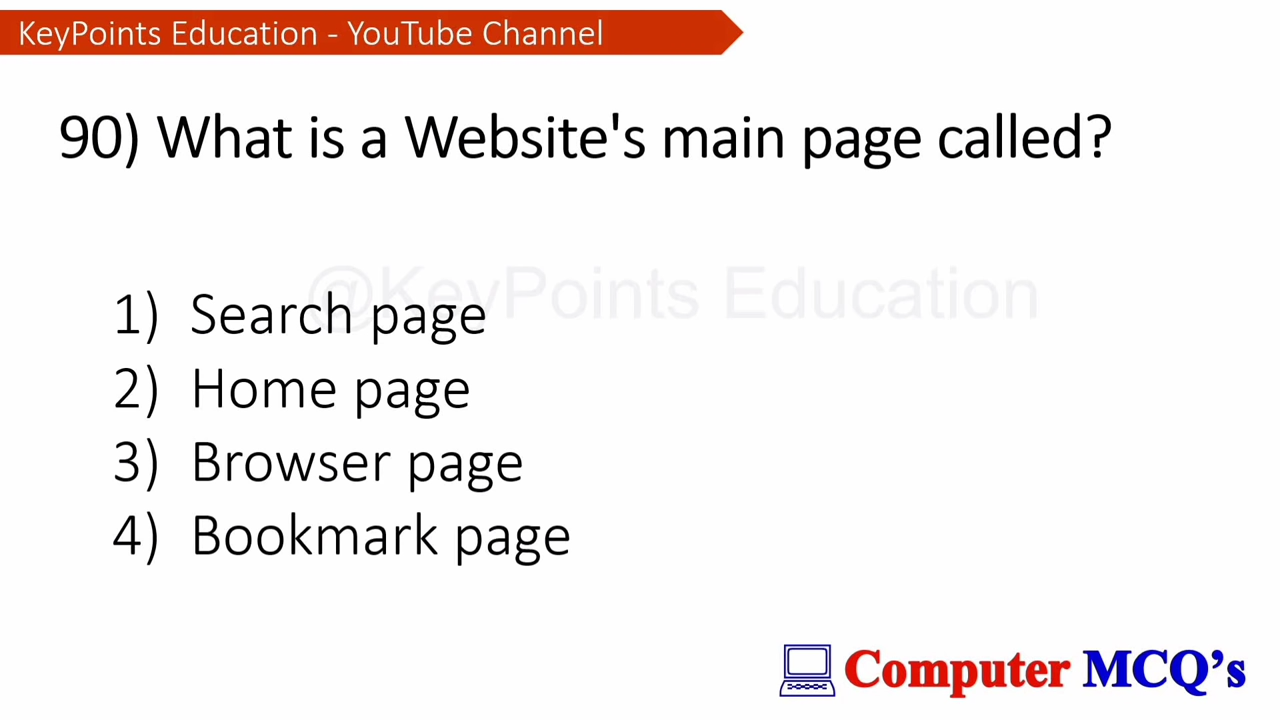 KeyPoints Education - YouTube Channel
90) What is a Website's main page called?
@KeyPoints Education
1) Search page
2) Home page
3) Browser page
4) Bookmark page
Computer MCQ's